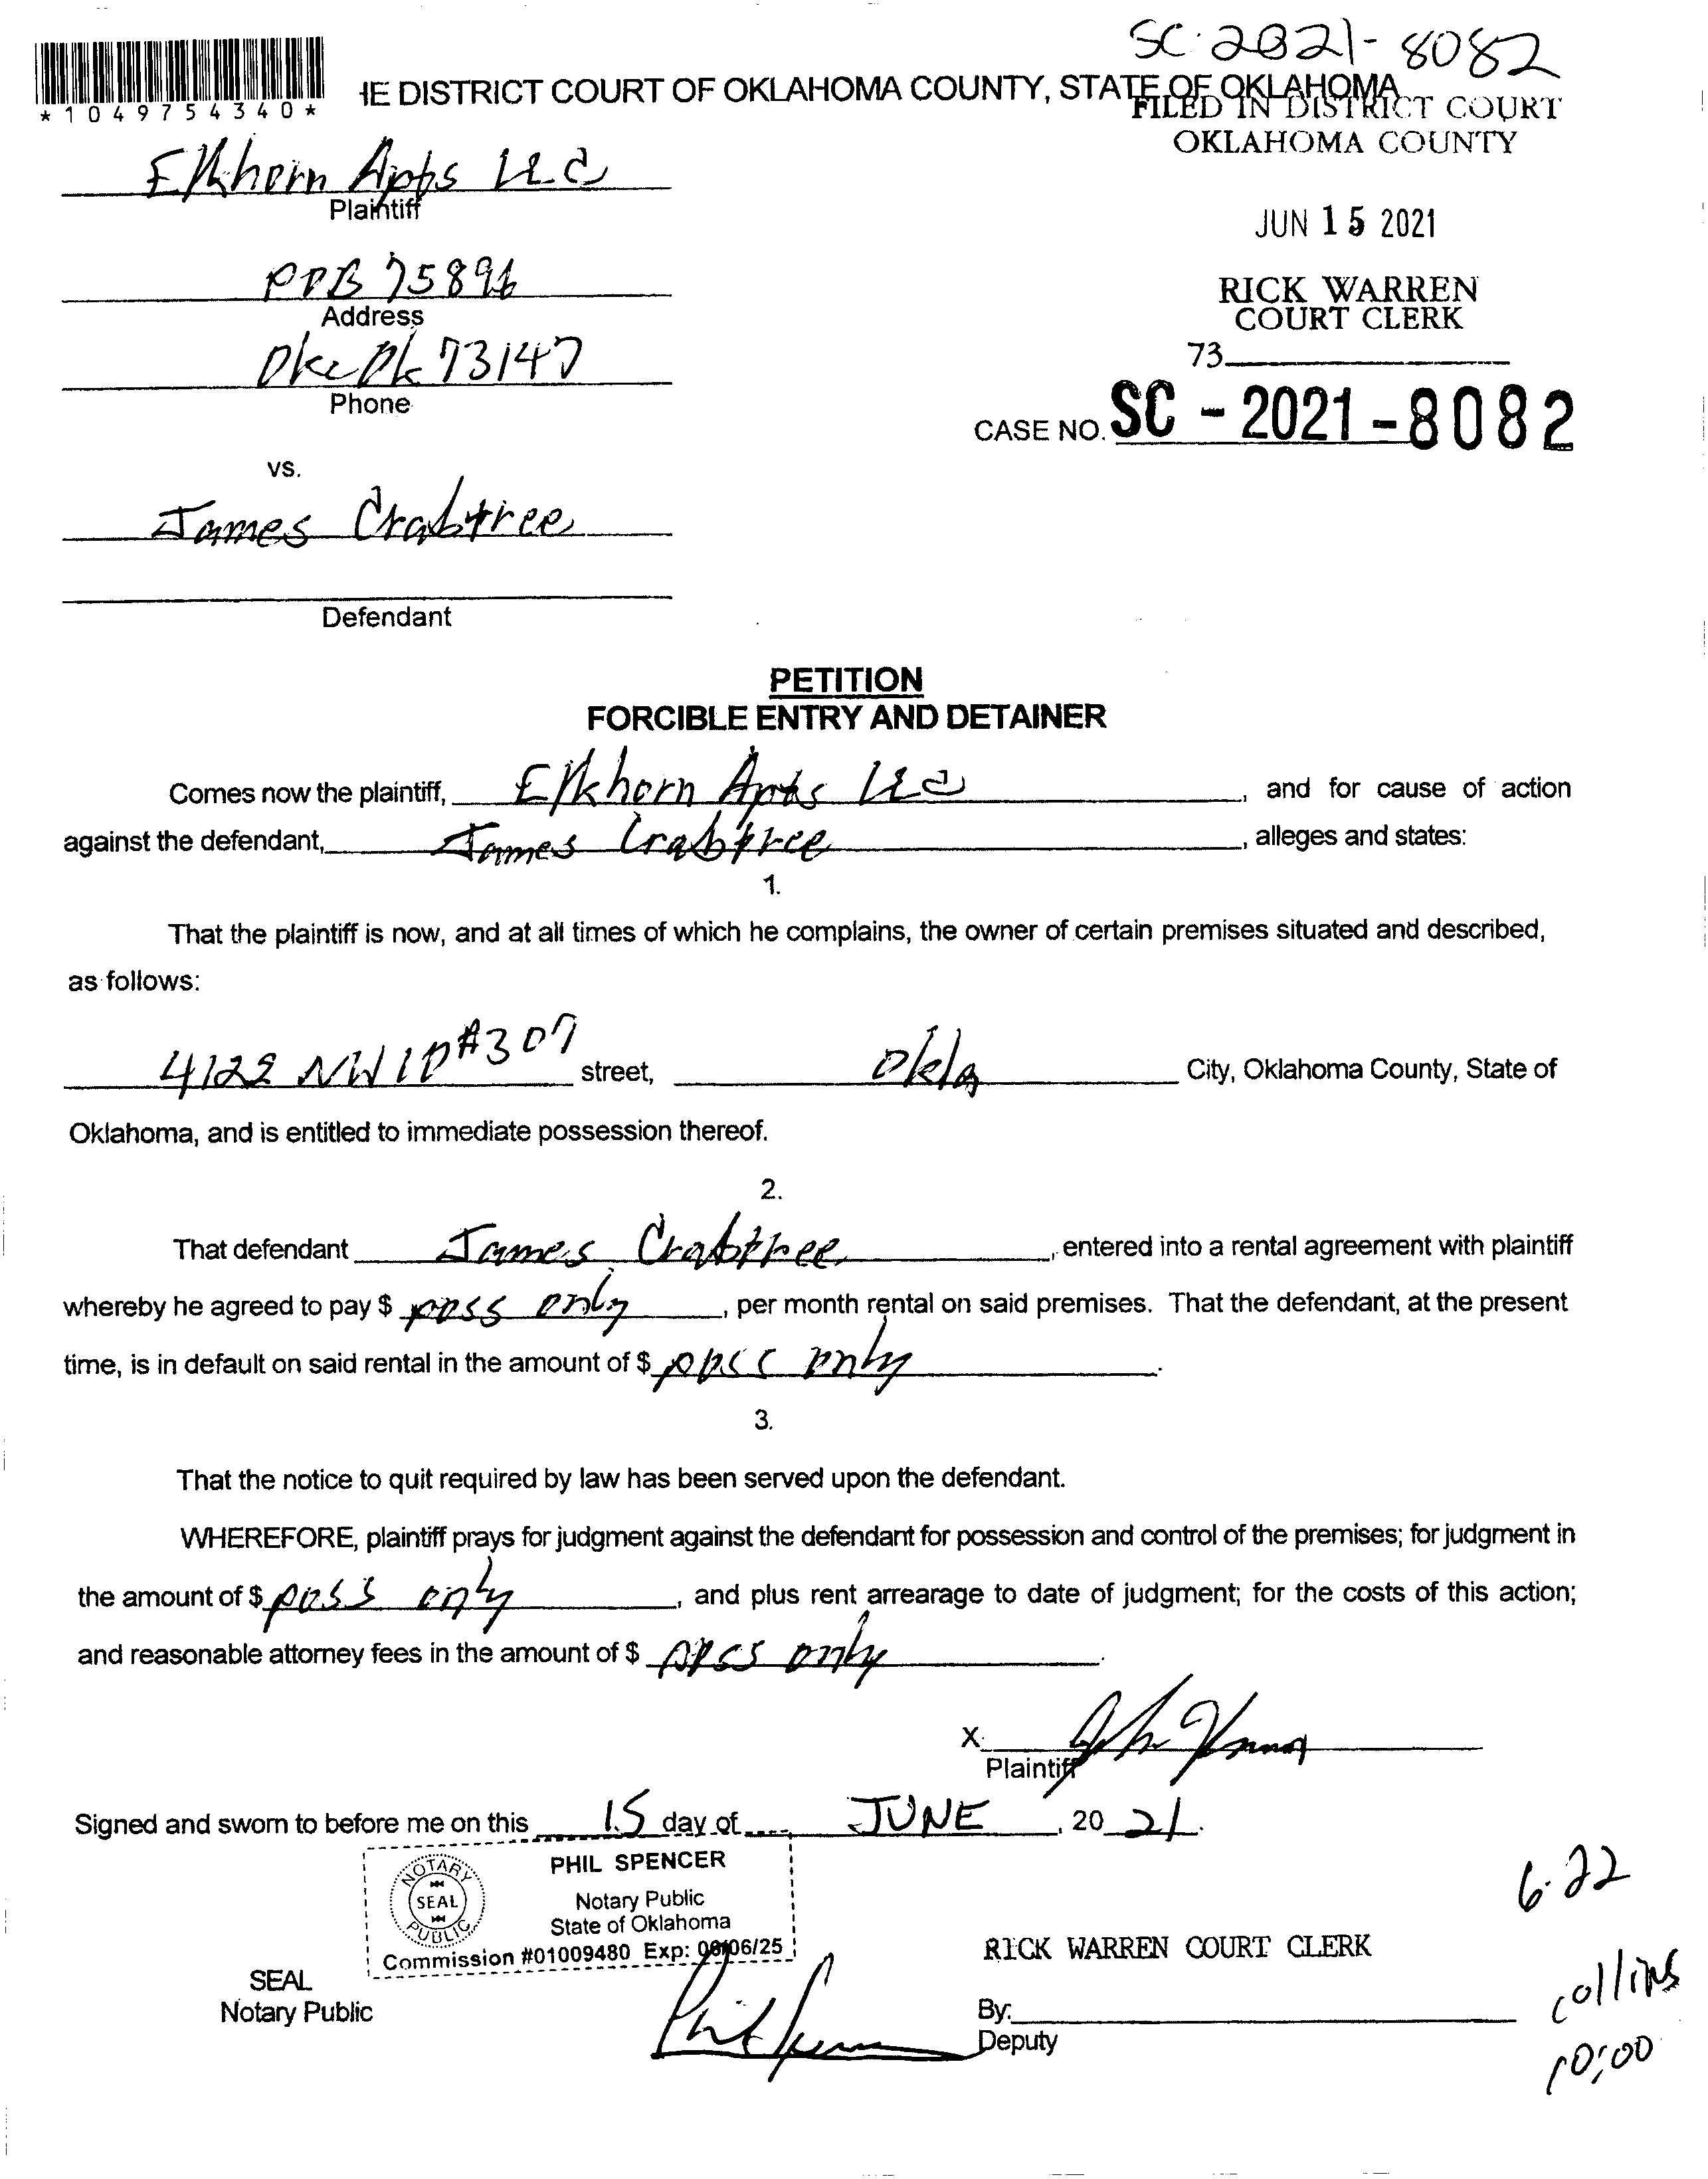 SC-2021-8082
*1049754340*
HE DISTRICT COURT OF OKLAHOMA COUNTY, STATE OF OKLAHOMA
FILED IN DISTRICT COURT
OKLAHOMA COUNTY
Elkhorn Apts LLC
Plaintiff
JUN 15 2021
POB 75896
Address
RICK WARREN
COURT CLERK
Okc Ok 73147
Phone
73
CASE NO. SC-2021-8082
vs.
James Crabtree
Defendant
PETITION
FORCIBLE ENTRY AND DETAINER
Comes now the plaintiff, Elkhorn Apts LLC, and for cause of action
against the defendant, James Crabtree, alleges and states:
1.
That the plaintiff is now, and at all times of which he complains, the owner of certain premises situated and described,
as follows:
4122 NW 10 #307 street, Okla City, Oklahoma County, State of
Oklahoma, and is entitled to immediate possession thereof.
2.
That defendant James Crabtree, entered into a rental agreement with plaintiff
whereby he agreed to pay $ poss only, per month rental on said premises. That the defendant, at the present
time, is in default on said rental in the amount of $ poss only.
3.
That the notice to quit required by law has been served upon the defendant.
WHEREFORE, plaintiff prays for judgment against the defendant for possession and control of the premises; for judgment in
the amount of $ poss only, and plus rent arrearage to date of judgment; for the costs of this action;
and reasonable attorney fees in the amount of $ poss only.
X
Plaintiff
Signed and sworn to before me on this 15 day of JUNE, 20 21.
NOTARY PUBLIC
SEAL
PHIL SPENCER
Notary Public
State of Oklahoma
Commission #01009480 Exp: 06/25
6-22
RICK WARREN COURT CLERK
SEAL
Notary Public
collins
By:
Deputy
10:00